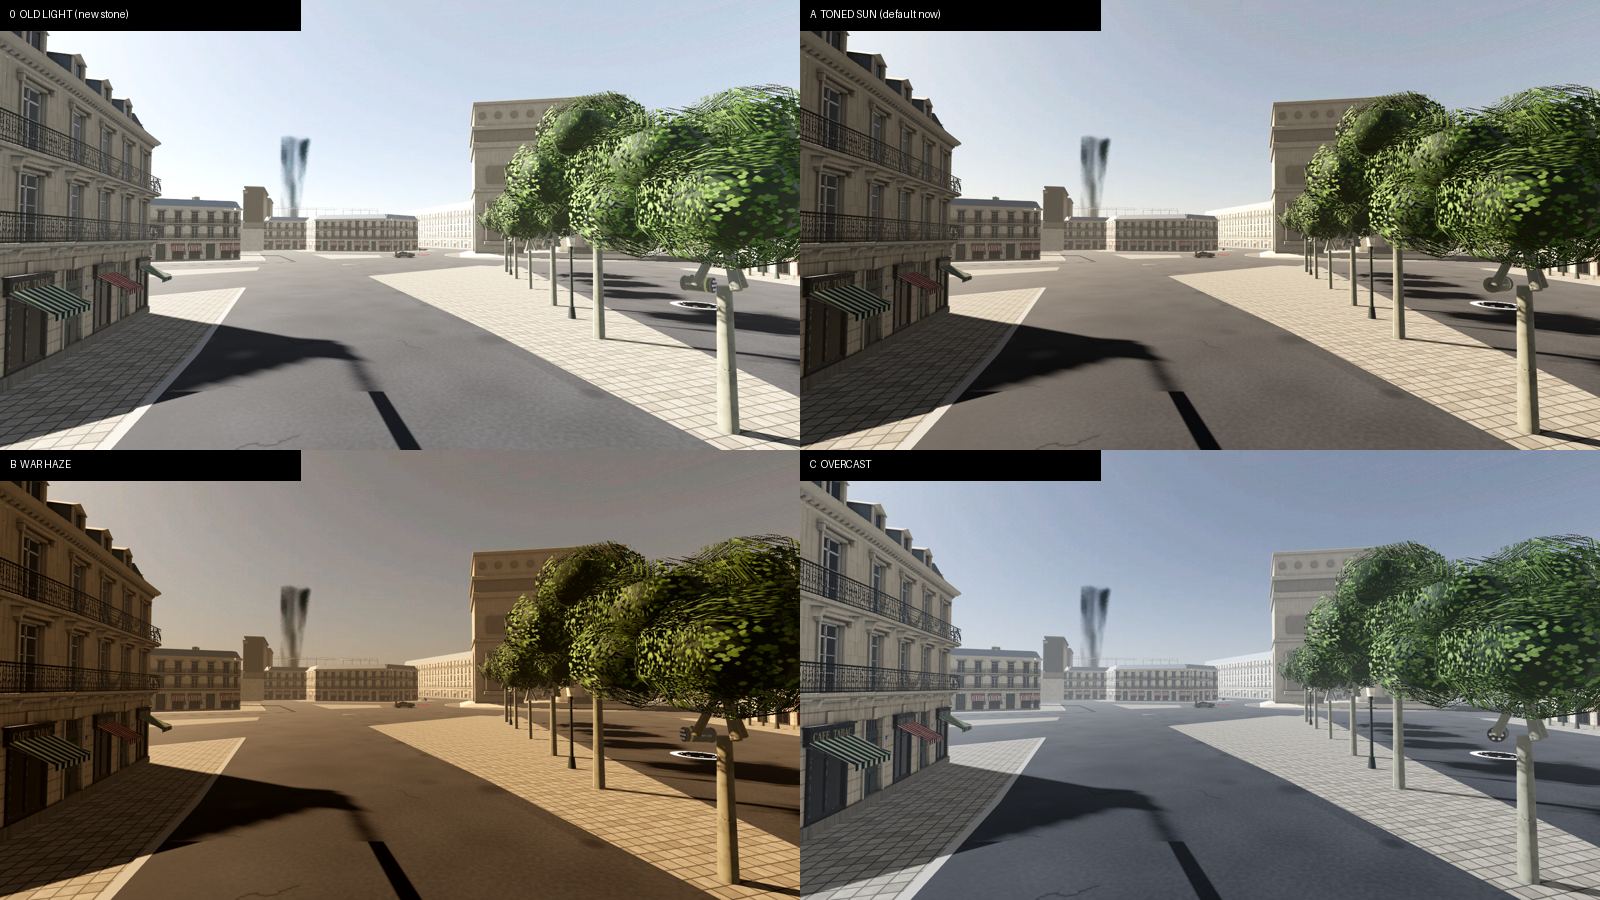 0 OLD LIGHT (new stone)
A TONED SUN (default now)
B WAR HAZE
C OVERCAST